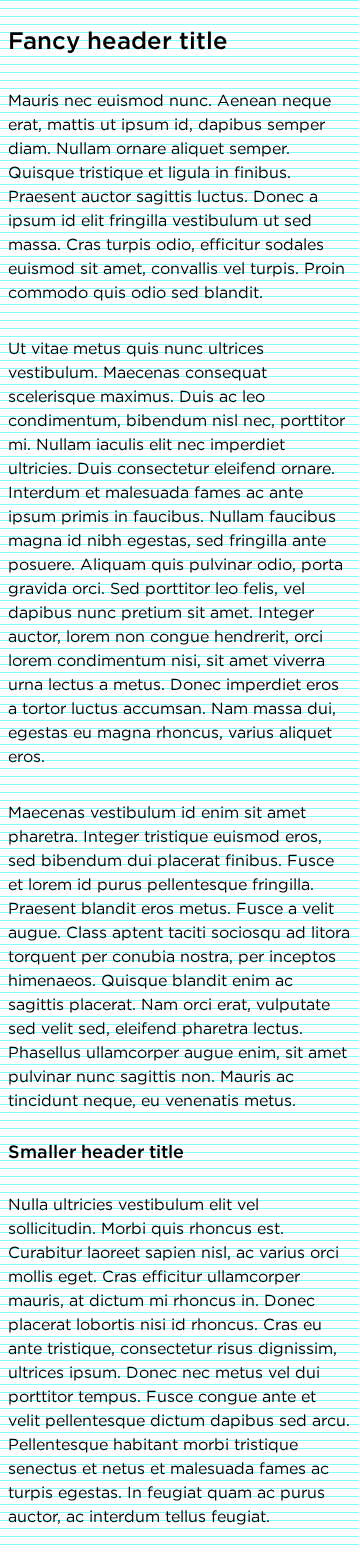 Fancy header title
Mauris nec euismod nunc. Aenean neque
erat, mattis ut ipsum id, dapibus semper
diam. Nullam ornare aliquet semper.
Quisque tristique et ligula in finibus.
Praesent auctor sagittis luctus. Donec a
ipsum id elit fringilla vestibulum ut sed
massa. Cras turpis odio, efficitur sodales
euismod sit amet, convallis vel turpis. Proin
commodo quis odio sed blandit.
Ut vitae metus quis nunc ultrices
vestibulum. Maecenas consequat
scelerisque maximus. Duis ac leo
condimentum, bibendum nisl nec, porttitor
mi. Nullam iaculis elit nec imperdiet
ultricies. Duis consectetur eleifend ornare.
Interdum et malesuada fames ac ante
ipsum primis in faucibus. Nullam faucibus
magna id nibh egestas, sed fringilla ante
posuere. Aliquam quis pulvinar odio, porta
gravida orci. Sed porttitor leo felis, vel
dapibus nunc pretium sit amet. Integer
auctor, lorem non congue hendrerit, orci
lorem condimentum nisi, sit amet viverra
urna lectus a metus. Donec imperdiet eros
a tortor luctus accumsan. Nam massa dui,
egestas eu magna rhoncus, varius aliquet
eros.
Maecenas vestibulum id enim sit amet
pharetra. Integer tristique euismod eros,
sed bibendum dui placerat finibus. Fusce
et lorem id purus pellentesque fringilla.
Praesent blandit eros metus. Fusce a velit
augue. Class aptent taciti sociosqu ad litora
torquent per conubia nostra, per inceptos
himenaeos. Quisque blandit enim ac
sagittis placerat. Nam orci erat, vulputate
sed velit sed, eleifend pharetra lectus.
Phasellus ullamcorper augue enim, sit amet
pulvinar nunc sagittis non. Mauris ac
tincidunt neque, eu venenatis metus.
Smaller header title
Nulla ultricies vestibulum elit vel
sollicitudin. Morbi quis rhoncus est.
Curabitur laoreet sapien nisl, ac varius orci
mollis eget. Cras efficitur ullamcorper
mauris, at dictum mi rhoncus in. Donec
placerat lobortis nisi id rhoncus. Cras eu
ante tristique, consectetur risus dignissim,
ultrices ipsum. Donec nec metus vel dui
porttitor tempus. Fusce congue ante et
velit pellentesque dictum dapibus sed arcu.
Pellentesque habitant morbi tristique
senectus et netus et malesuada fames ac
turpis egestas. In feugiat quam ac purus
auctor, ac interdum tellus feugiat.